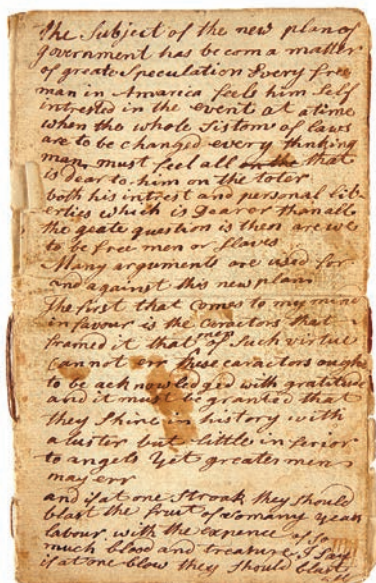 The Subject of the new plan of
government has be com a matter
of greate Speculation Every free
man in Amaraica feels him Self
intrested in the event at a time
when the whole Sistom of laws
are to be changed every thinking
man must feel all on the that
is dear to him on the toter
both his intrest and personal lib-
erties which is Dearer than all
the greate question is then are we
to be free men or Slaves
Many arguments are used for
and against this new plan
The first that comes to my mind
in favour is the caractors that
framed it that men of Such virtue
cannot err these caractors ought
to be acknowledged with gratitude
and it must be granted that
they Shine in history with
a luster but little inferior
to angels Yet greates men
may err
and if at one Stroak they Should
blast the fruit of so many years
labour with the expence of so
much blood and treasure I Say
if at one blow they Should blast